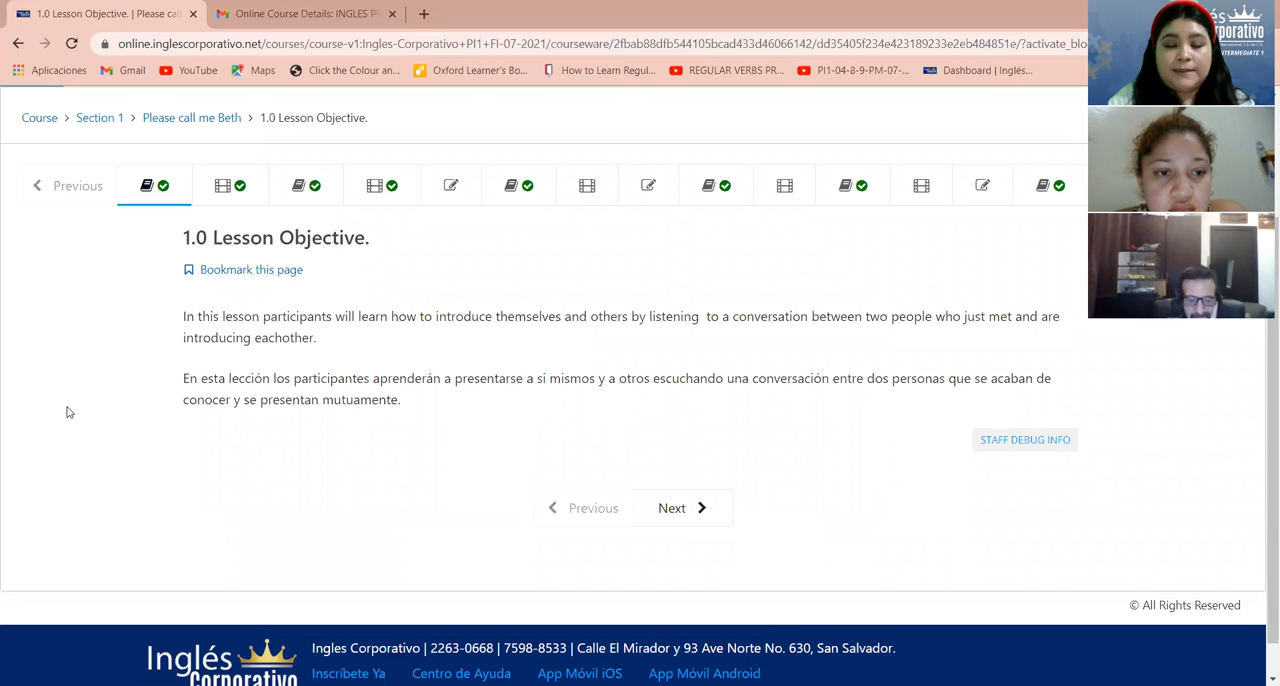 1.0 Lesson Objective. | Please cal
Online Course Details: INGLES PR
online.inglescorporativo.net/courses/course-v1:Ingles-Corporativo+PI1+FI-07-2021/courseware/2fbab88dfb544105bcad433d46066142/dd35405f234e423189233e2eb484851e/?activate_blo
Aplicaciones Gmail YouTube Maps Click the Colour an... Oxford Learner's Bo... How to Learn Regul... REGULAR VERBS PR... PI1-04-8-9-PM-07-... Dashboard | Inglés...
INTERMEDIATE 1
Course > Section 1 > Please call me Beth > 1.0 Lesson Objective.
Previous
1.0 Lesson Objective.
Bookmark this page
In this lesson participants will learn how to introduce themselves and others by listening to a conversation between two people who just met and are
introducing eachother.
En esta lección los participantes aprenderán a presentarse a si mismos y a otros escuchando una conversación entre dos personas que se acaban de
conocer y se presentan mutuamente.
STAFF DEBUG INFO
Previous Next
© All Rights Reserved
Inglés
Corporativo
Ingles Corporativo | 2263-0668 | 7598-8533 | Calle El Mirador y 93 Ave Norte No. 630, San Salvador.
Inscríbete Ya Centro de Ayuda App Móvil iOS App Móvil Android